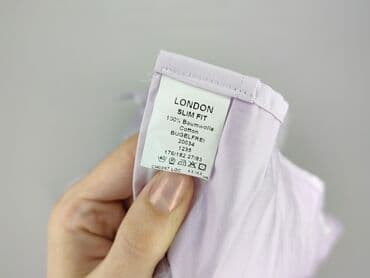 LONDON
SLIM FIT
100% Baumwolle
Cotton
BUGELFREI
20034
1235
176/182 27/83